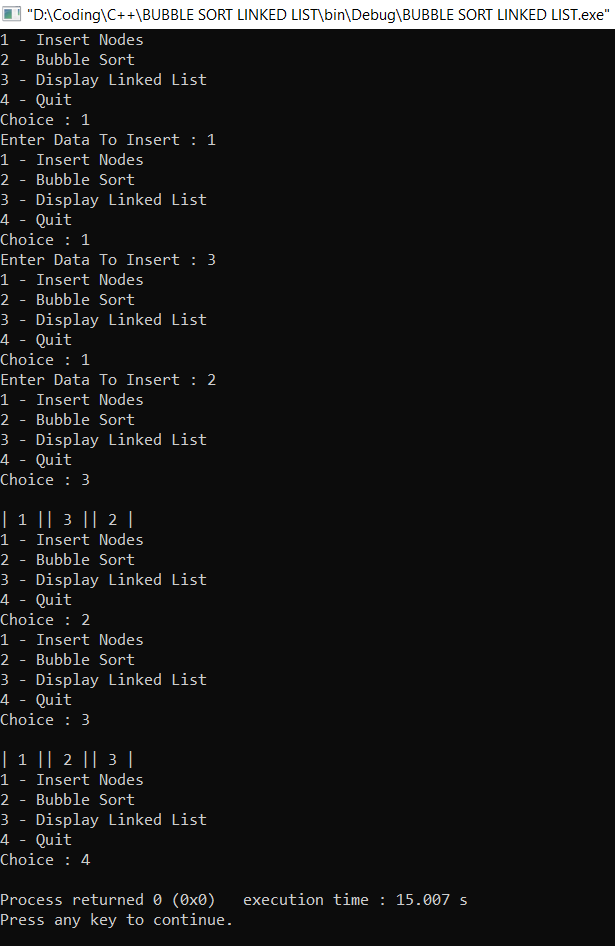 "D:\Coding\C++\BUBBLE SORT LINKED LIST\bin\Debug\BUBBLE SORT LINKED LIST.exe"
1 - Insert Nodes
2 - Bubble Sort
3 - Display Linked List
4 - Quit
Choice : 1
Enter Data To Insert : 1
1 - Insert Nodes
2 - Bubble Sort
3 - Display Linked List
4 - Quit
Choice : 1
Enter Data To Insert : 3
1 - Insert Nodes
2 - Bubble Sort
3 - Display Linked List
4 - Quit
Choice : 1
Enter Data To Insert : 2
1 - Insert Nodes
2 - Bubble Sort
3 - Display Linked List
4 - Quit
Choice : 3
| 1 || 3 || 2 |
1 - Insert Nodes
2 - Bubble Sort
3 - Display Linked List
4 - Quit
Choice : 2
1 - Insert Nodes
2 - Bubble Sort
3 - Display Linked List
4 - Quit
Choice : 3
| 1 || 2 || 3 |
1 - Insert Nodes
2 - Bubble Sort
3 - Display Linked List
4 - Quit
Choice : 4
Process returned 0 (0x0)   execution time : 15.007 s
Press any key to continue.